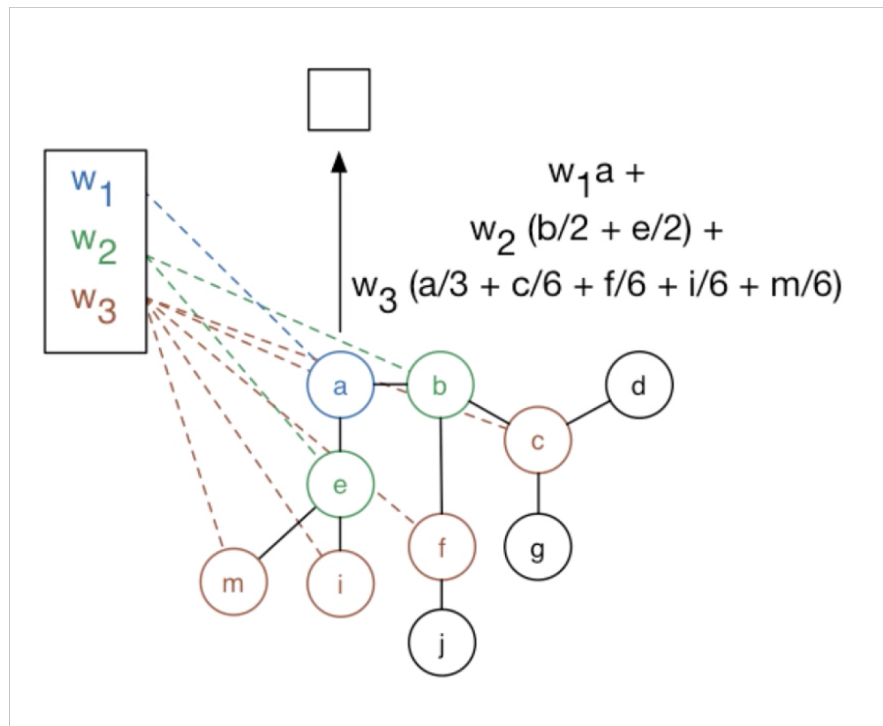 w1
w2
w3
w1a +
w2 (b/2 + e/2) +
w3 (a/3 + c/6 + f/6 + i/6 + m/6)
a
b
d
c
e
f
g
m
i
j